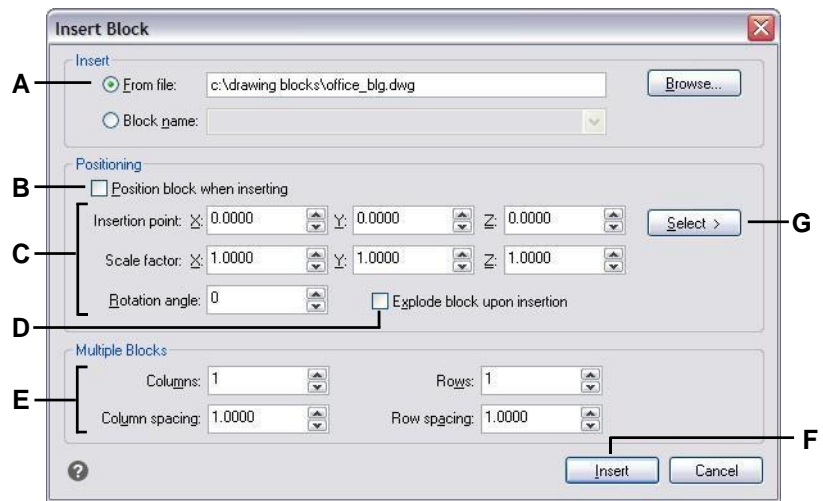 Insert Block
Insert
A From file: c:\drawing blocks\office_blg.dwg Browse...
Block name:
Positioning
B Position block when inserting
Insertion point: X: 0.0000 Y: 0.0000 Z: 0.0000 Select > G
C Scale factor: X: 1.0000 Y: 1.0000 Z: 1.0000
Rotation angle: 0 Explode block upon insertion
D
Multiple Blocks
Columns: 1 Rows: 1
E Column spacing: 1.0000 Row spacing: 1.0000
F
? Insert Cancel